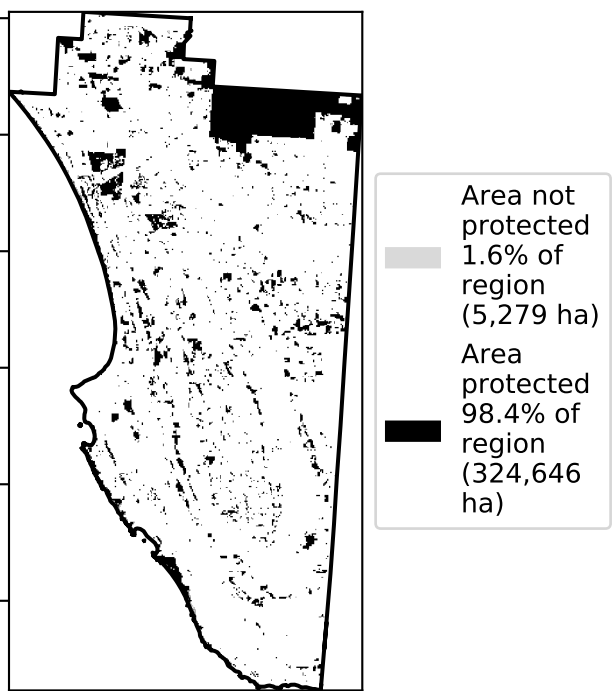 Area not
protected
1.6% of
region
(5,279 ha)
Area
protected
98.4% of
region
(324,646
ha)